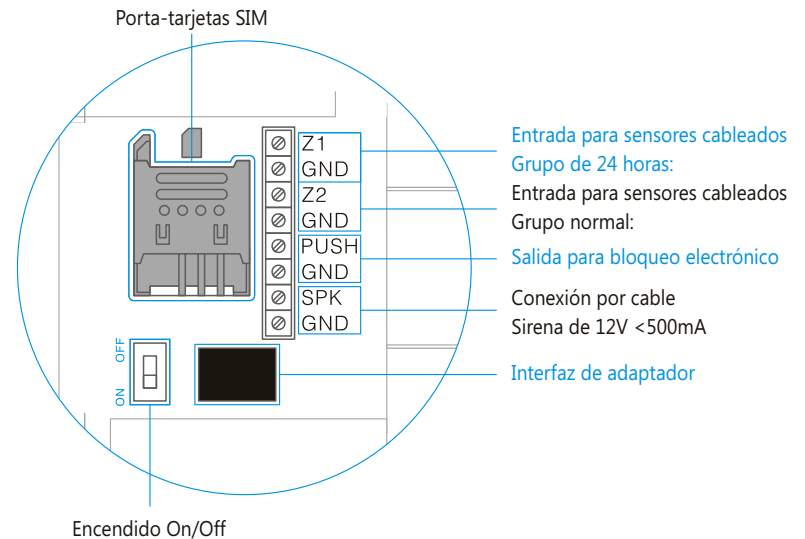 Porta-tarjetas SIM
Z1
GND
Z2
GND
PUSH
GND
SPK
GND
Entrada para sensores cableados
Grupo de 24 horas:
Entrada para sensores cableados
Grupo normal:
Salida para bloqueo electrónico
Conexión por cable
Sirena de 12V <500mA
Interfaz de adaptador
OFF
ON
Encendido On/Off